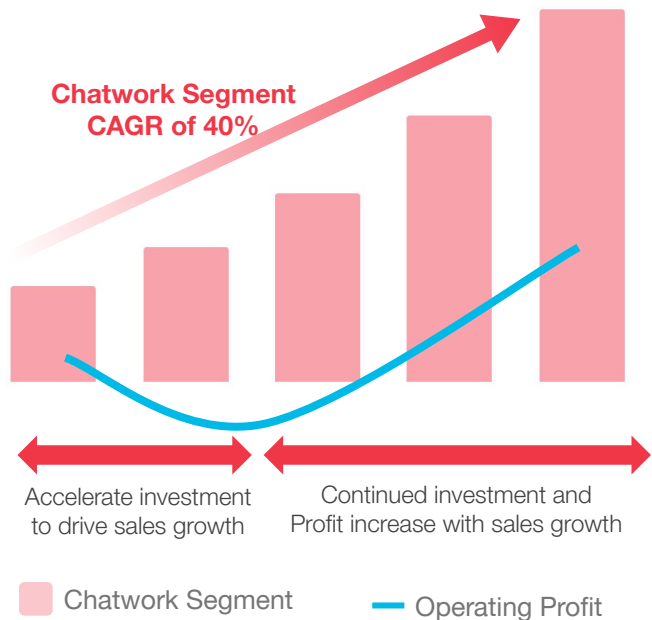 Chatwork Segment
CAGR of 40%
Accelerate investment
to drive sales growth
Continued investment and
Profit increase with sales growth
Chatwork Segment
Operating Profit